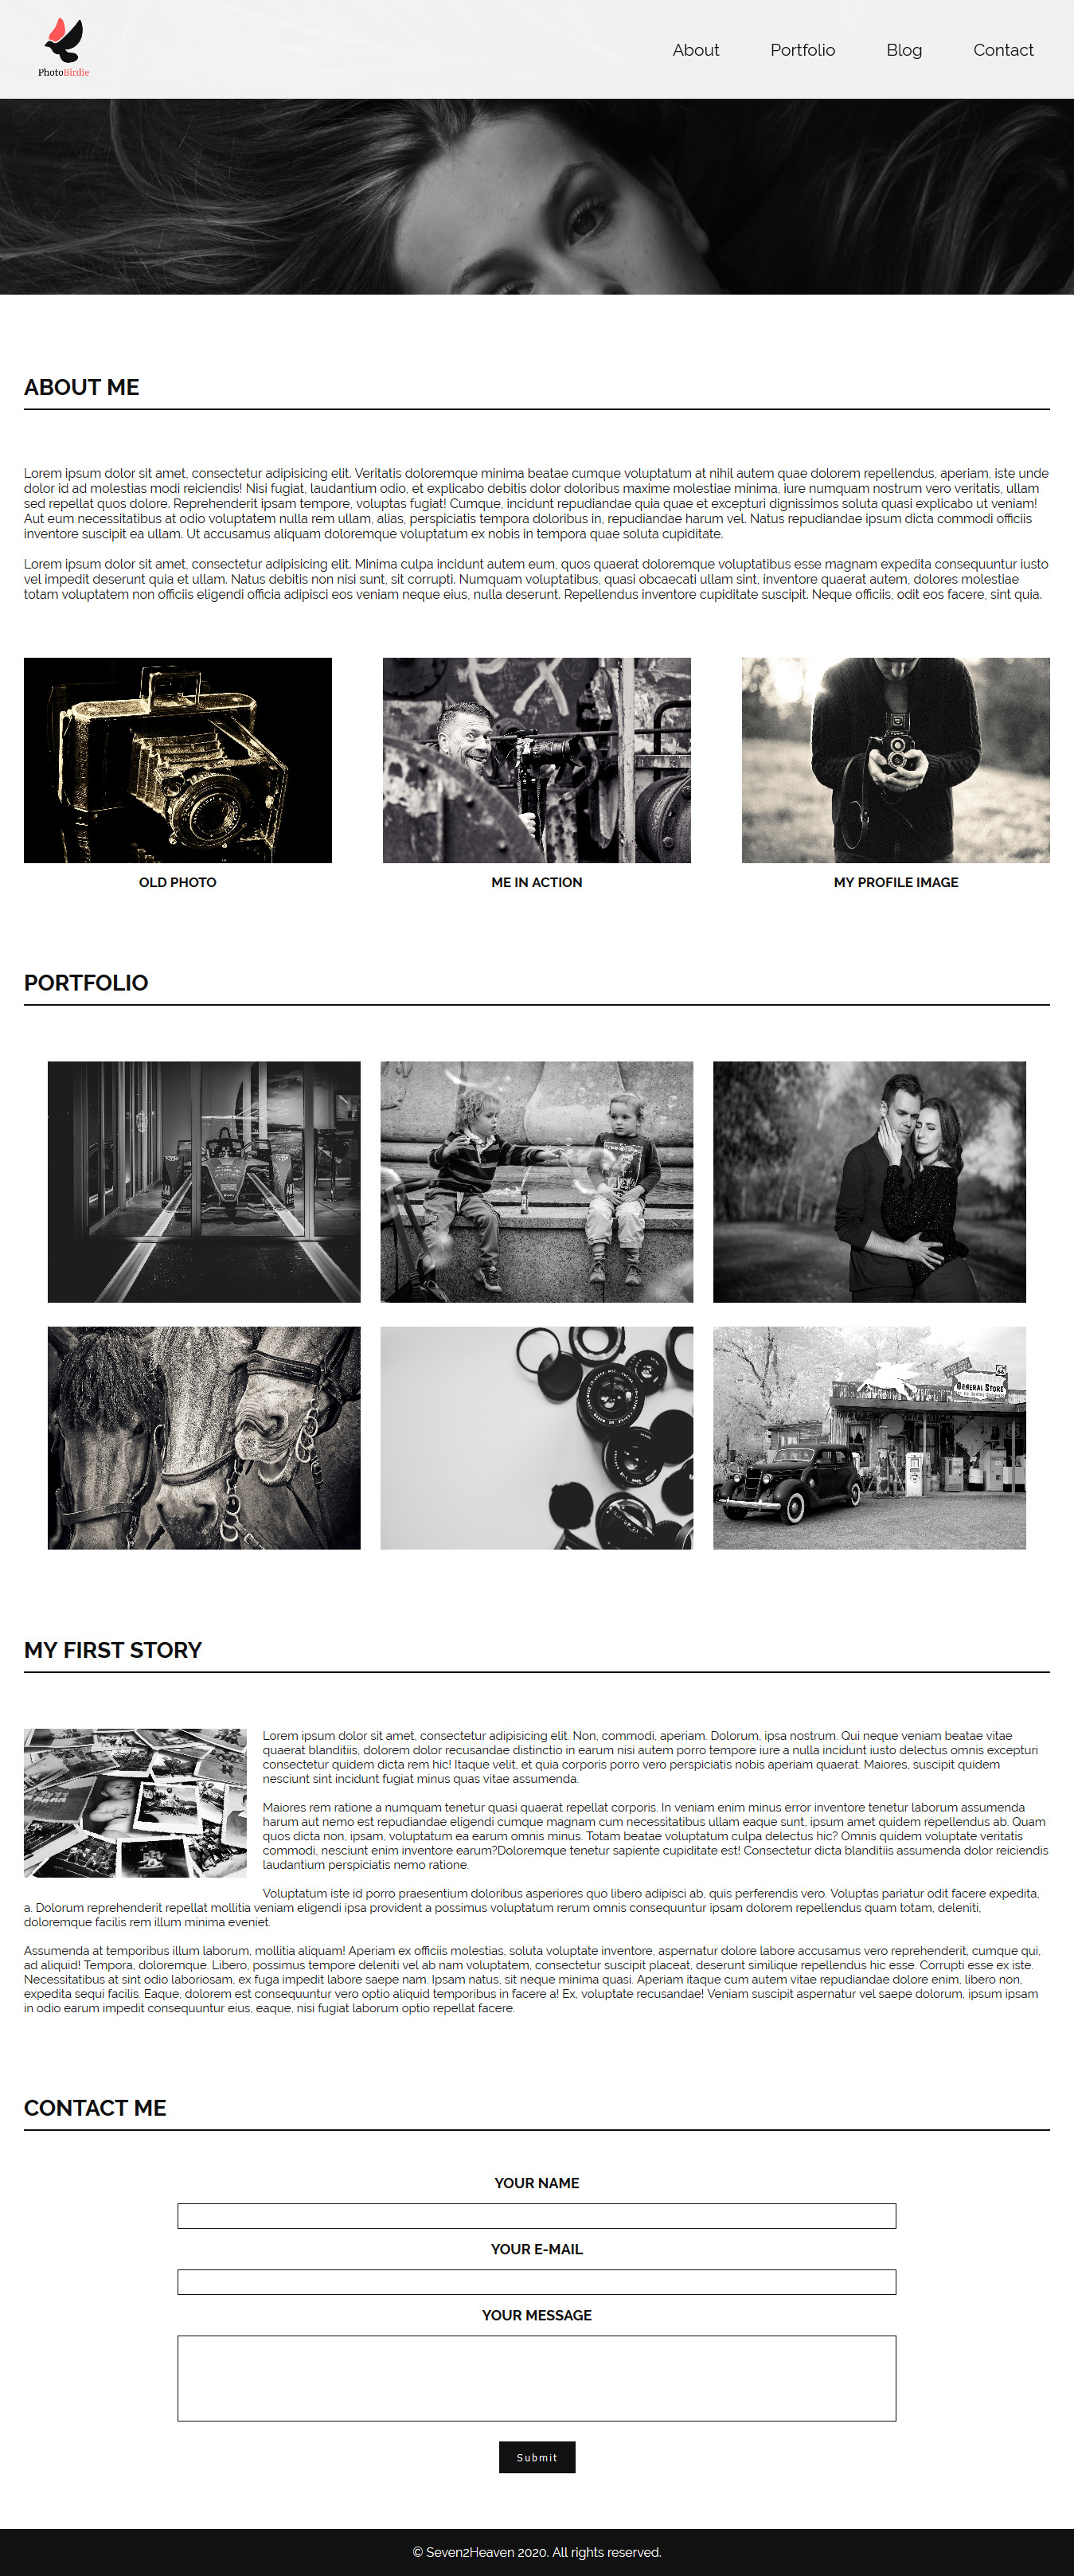 PhotoBirdie
About
Portfolio
Blog
Contact
ABOUT ME
Lorem ipsum dolor sit amet, consectetur adipisicing elit. Veritatis doloremque minima beatae cumque voluptatum at nihil autem quae dolorem repellendus, aperiam, iste unde
dolor id ad molestias modi reiciendis! Nisi fugiat, laudantium odio, et explicabo debitis dolor doloribus maxime molestiae minima, iure numquam nostrum vero veritatis, ullam
sed repellat quos dolore. Reprehenderit ipsam tempore, voluptas fugiat! Cumque, incidunt repudiandae quia quae et excepturi dignissimos soluta quasi explicabo ut veniam!
Aut eum necessitatibus at odio voluptatem nulla rem ullam, alias, perspiciatis tempora doloribus in, repudiandae harum vel. Natus repudiandae ipsum dicta commodi officiis
inventore suscipit ea ullam. Ut accusamus aliquam doloremque voluptatum ex nobis in tempora quae soluta cupiditate.
Lorem ipsum dolor sit amet, consectetur adipisicing elit. Minima culpa incidunt autem eum, quos quaerat doloremque voluptatibus esse magnam expedita consequuntur iusto
vel impedit deserunt quia et ullam. Natus debitis non nisi sunt, sit corrupti. Numquam voluptatibus, quasi obcaecati ullam sint, inventore quaerat autem, dolores molestiae
totam voluptatem non officiis eligendi officia adipisci eos veniam neque eius, nulla deserunt. Repellendus inventore cupiditate suscipit. Neque officiis, odit eos facere, sint quia.
OLD PHOTO
ME IN ACTION
MY PROFILE IMAGE
PORTFOLIO
GENERAL STORE
MY FIRST STORY
Lorem ipsum dolor sit amet, consectetur adipisicing elit. Non, commodi, aperiam. Dolorum, ipsa nostrum. Qui neque veniam beatae vitae
quaerat blanditiis, dolorem dolor recusandae distinctio in earum nisi autem porro tempore iure a nulla incidunt iusto delectus omnis excepturi
consectetur quidem dicta rem hic! Itaque velit, et quia corporis porro vero perspiciatis nobis aperiam quaerat. Maiores, suscipit quidem
nesciunt sint incidunt fugiat minus quas vitae assumenda.
Maiores rem ratione a numquam tenetur quasi quaerat repellat corporis. In veniam enim minus error inventore tenetur laborum assumenda
harum aut nemo est repudiandae eligendi cumque magnam cum necessitatibus ullam eaque sunt, ipsum amet quidem repellendus ab. Quam
quos dicta non, ipsam, voluptatum ea earum omnis minus. Totam beatae voluptatum culpa delectus hic? Omnis quidem voluptate veritatis
commodi, nesciunt enim inventore earum?Doloremque tenetur sapiente cupiditate est! Consectetur dicta blanditiis assumenda dolor reiciendis
laudantium perspiciatis nemo ratione.
Voluptatum iste id porro praesentium doloribus asperiores quo libero adipisci ab, quis perferendis vero. Voluptas pariatur odit facere expedita,
a. Dolorum reprehenderit repellat mollitia veniam eligendi ipsa provident a possimus voluptatum rerum omnis consequuntur ipsam dolorem repellendus quam totam, deleniti,
doloremque facilis rem illum minima eveniet.
Assumenda at temporibus illum laborum, mollitia aliquam! Aperiam ex officiis molestias, soluta voluptate inventore, aspernatur dolore labore accusamus vero reprehenderit, cumque qui,
ad aliquid! Tempora, doloremque. Libero, possimus tempore deleniti vel ab nam voluptatem, consectetur suscipit placeat, deserunt similique repellendus hic esse. Corrupti esse ex iste.
Necessitatibus at sint odio laboriosam, ex fuga impedit labore saepe nam. Ipsam natus, sit neque minima quasi. Aperiam itaque cum autem vitae repudiandae dolore enim, libero non,
expedita sequi facilis. Eaque, dolorem est consequuntur vero optio aliquid temporibus in facere a! Ex, voluptate recusandae! Veniam suscipit aspernatur vel saepe dolorum, ipsum ipsam
in odio earum impedit consequuntur eius, eaque, nisi fugiat laborum optio repellat facere.
CONTACT ME
YOUR NAME
YOUR E-MAIL
YOUR MESSAGE
Submit
© Seven2Heaven 2020. All rights reserved.